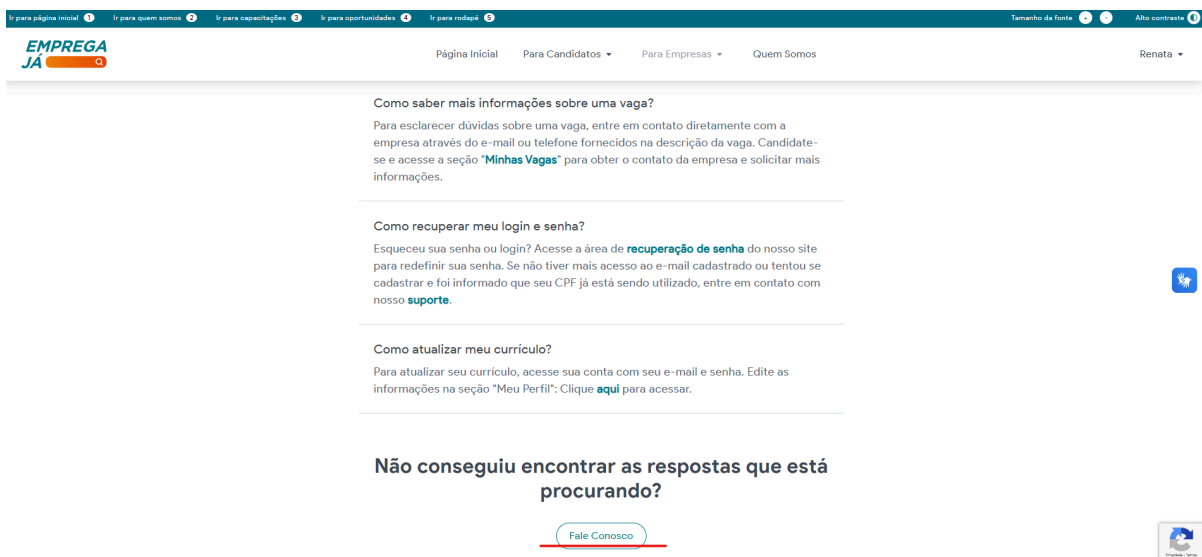 Ir para página inicial 1 Ir para quem somos 2 Ir para capacitações 3 Ir para oportunidades 4 Ir para rodapé 5 Tamanho da fonte + - Alto contraste
EMPREGA
JÁ
Página Inicial Para Candidatos Para Empresas Quem Somos Renata
Como saber mais informações sobre uma vaga?
Para esclarecer dúvidas sobre uma vaga, entre em contato diretamente com a
empresa através do e-mail ou telefone fornecidos na descrição da vaga. Candidate-
se e acesse a seção "Minhas Vagas" para obter o contato da empresa e solicitar mais
informações.
Como recuperar meu login e senha?
Esqueceu sua senha ou login? Acesse a área de recuperação de senha do nosso site
para redefinir sua senha. Se não tiver mais acesso ao e-mail cadastrado ou tentou se
cadastrar e foi informado que seu CPF já está sendo utilizado, entre em contato com
nosso suporte.
Como atualizar meu currículo?
Para atualizar seu currículo, acesse sua conta com seu e-mail e senha. Edite as
informações na seção "Meu Perfil": Clique aqui para acessar.
Não conseguiu encontrar as respostas que está
procurando?
Fale Conosco